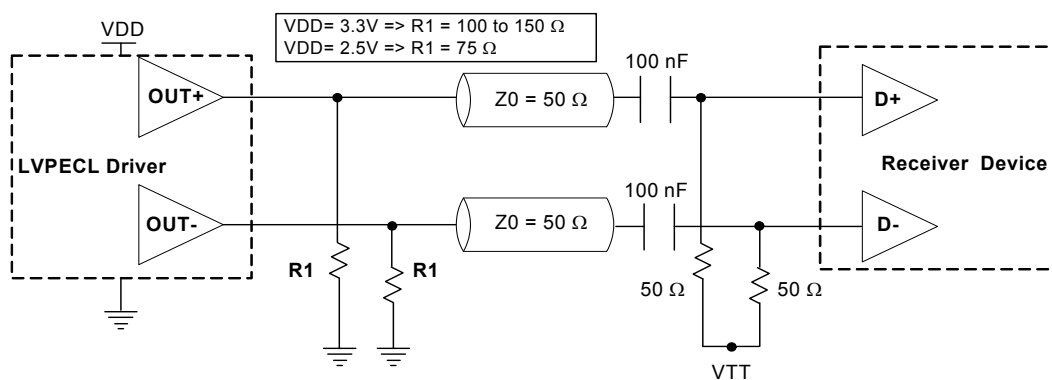 VDD
VDD= 3.3V => R1 = 100 to 150 Ω
VDD= 2.5V => R1 = 75 Ω
100 nF
OUT+
Z0 = 50 Ω
D+
LVPECL Driver
Receiver Device
100 nF
OUT-
Z0 = 50 Ω
D-
R1
R1
50 Ω
50 Ω
VTT